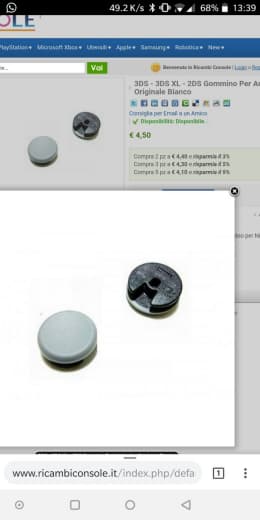 49.2 K/s 68% 13:39
OLE
PlayStation Microsoft Xbox Utensili Apple Samsung Robotica New
Vai
Benvenuto in Ricambi Console | Login o Reg
3DS - 3DS XL - 2DS Gommino Per An
Originale Bianco
Consiglia per Email a un Amico
Disponibilità: Disponibile.
€ 4,50
Compra 2 pz a € 4,40 e risparmia il 3%
Compra 3 pz a € 4,30 e risparmia il 5%
Compra 5 pz a € 4,10 e risparmia il 9%
www.ricambiconsole.it/index.php/defa
1